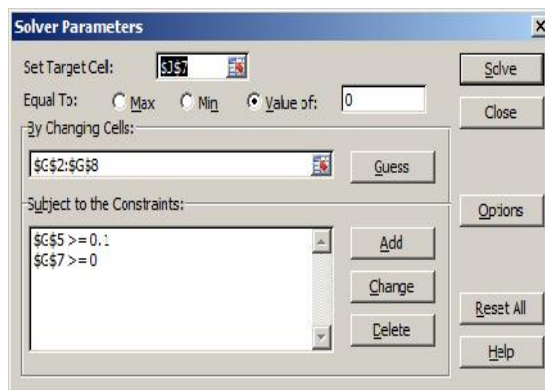 Solver Parameters
Set Target Cell: $J$7 Solve
Equal To: Max Min Value of: 0 Close
By Changing Cells:
$G$2:$G$8 Guess
Subject to the Constraints: Options
$G$5 >= 0.1 Add
$G$7 >= 0
Change
Reset All
Delete
Help